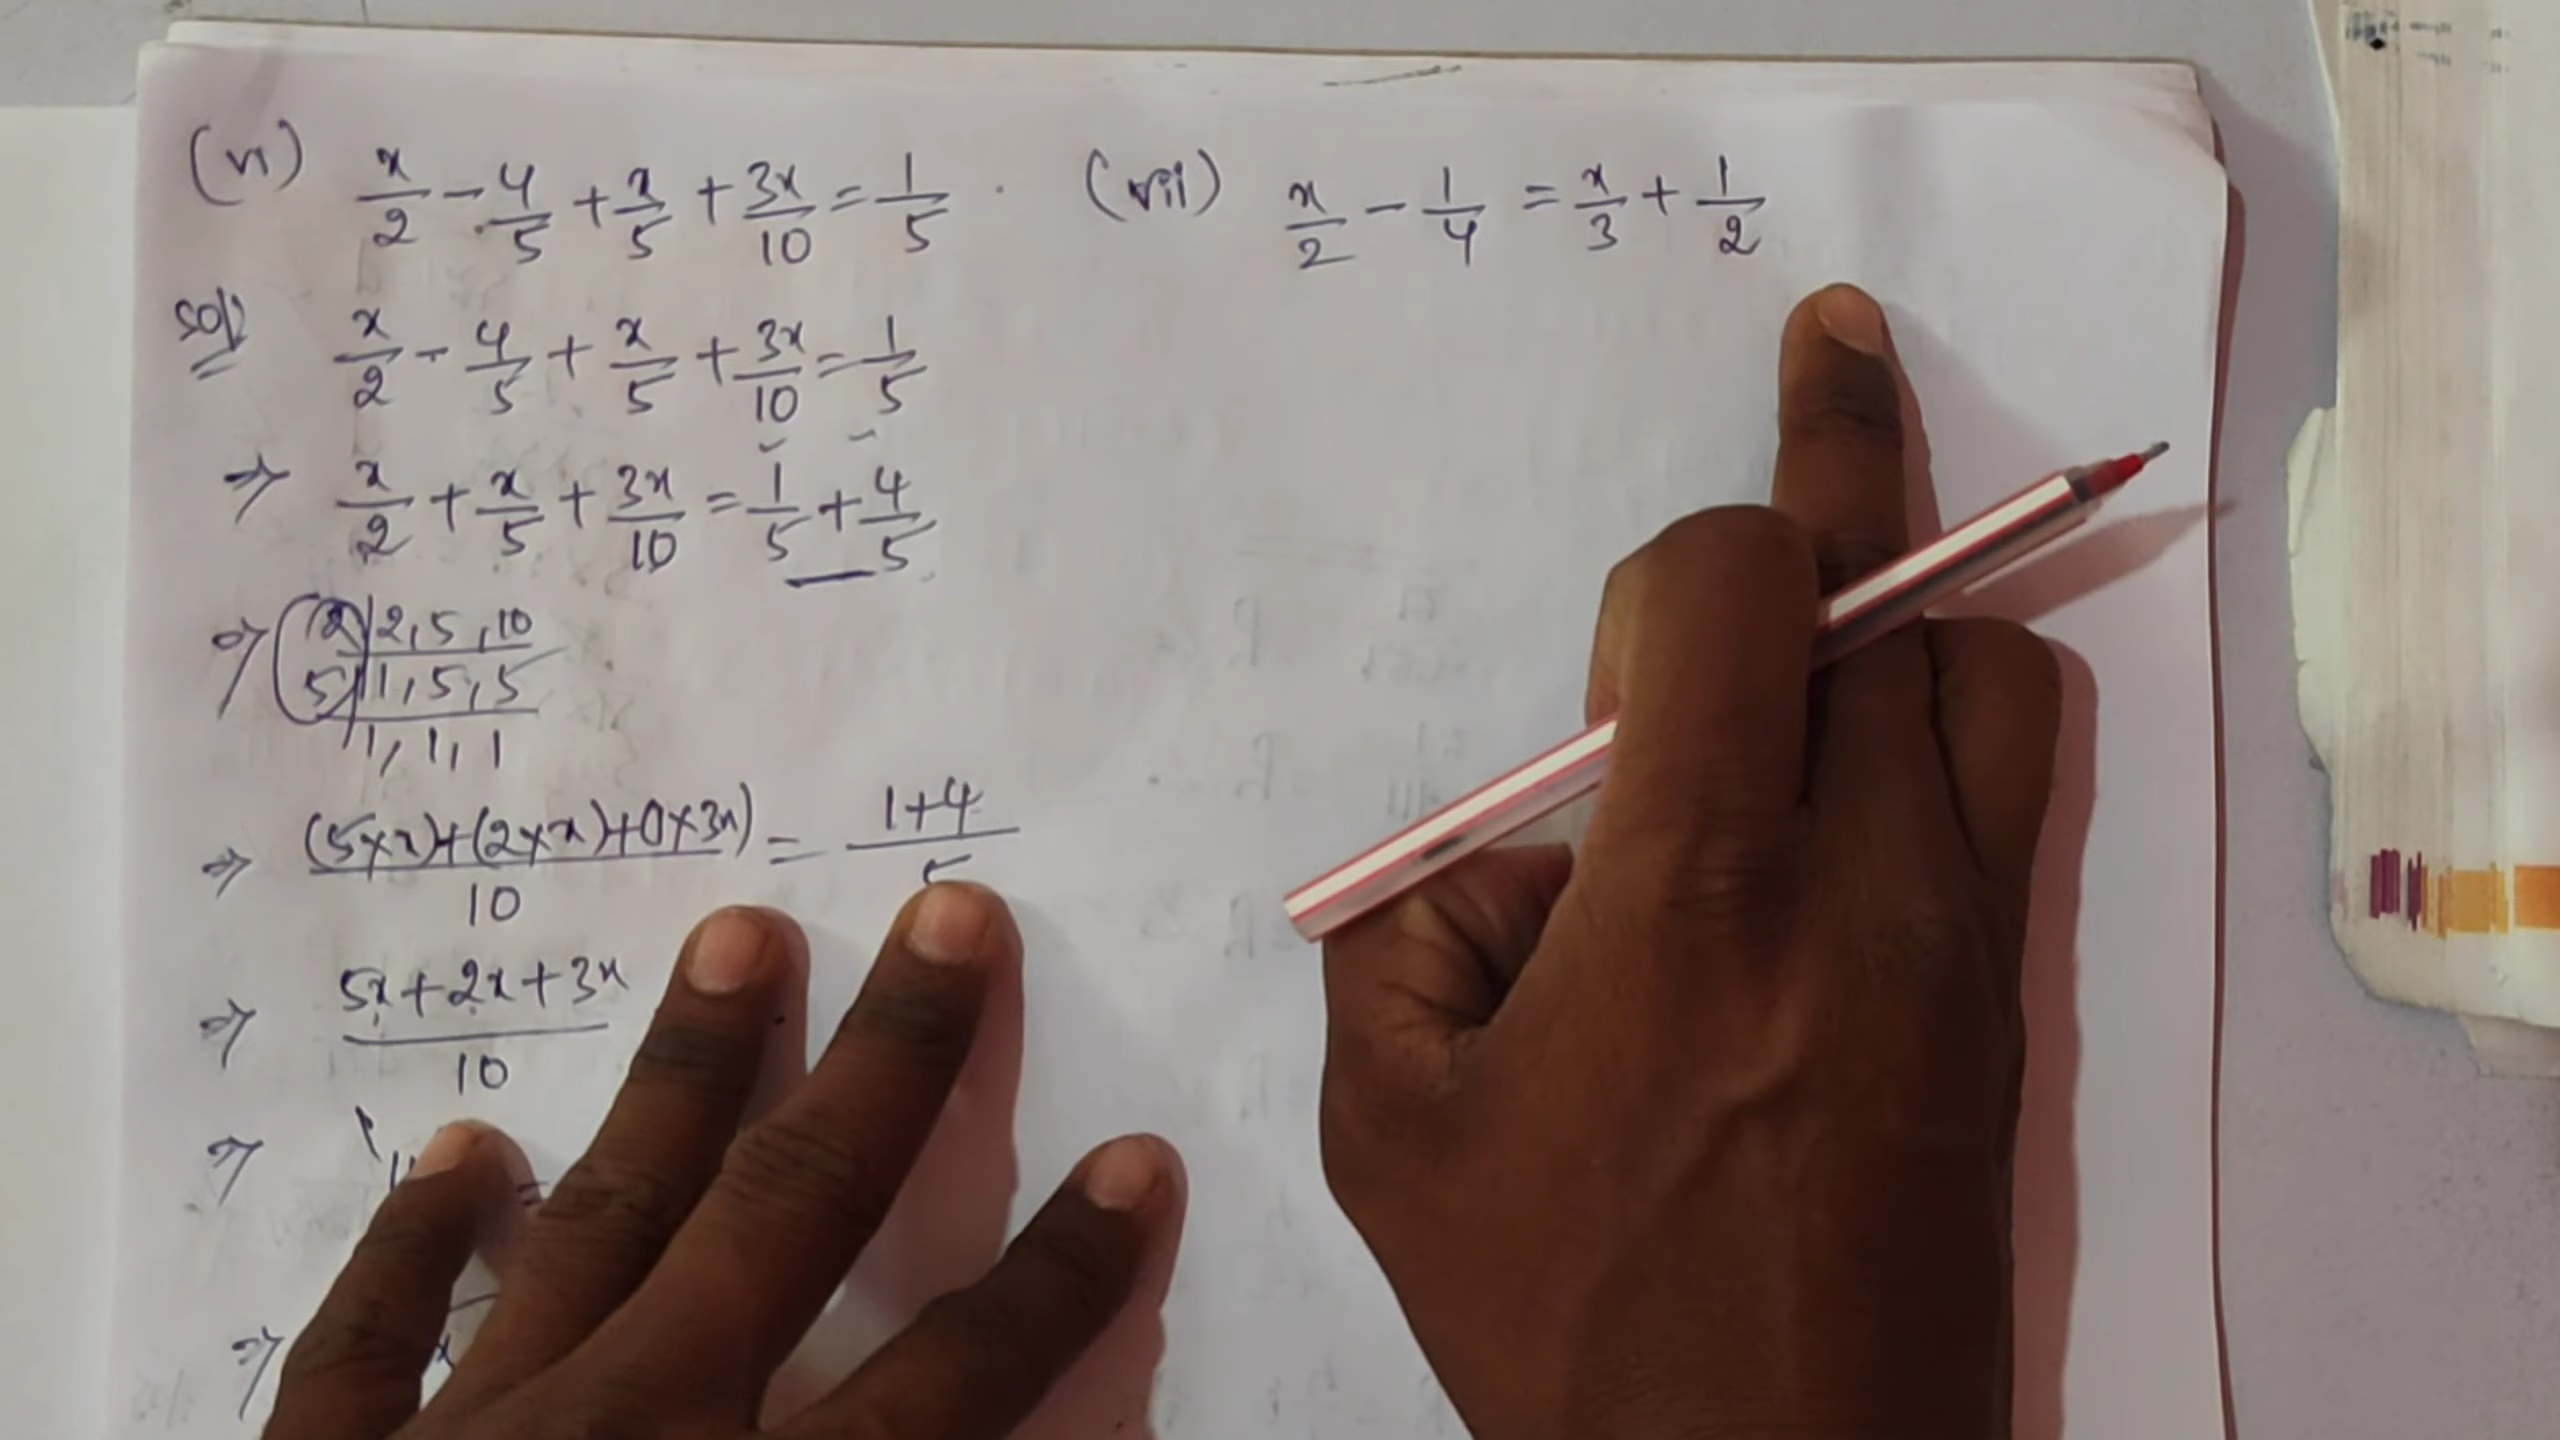 (vi) x/2 - 4/5 + x/5 + 3x/10 = 1/5
Sol) x/2 - 4/5 + x/5 + 3x/10 = 1/5
⇒ x/2 + x/5 + 3x/10 = 1/5 + 4/5
⇒ 2 | 2, 5, 10
5 | 1, 5, 5
1, 1, 1
⇒ (5×x)+(2×x)+(1×3x)/10 = 1+4/5
⇒ 5x+2x+3x/10
⇒
⇒ x
(vii) x/2 - 1/4 = x/3 + 1/2